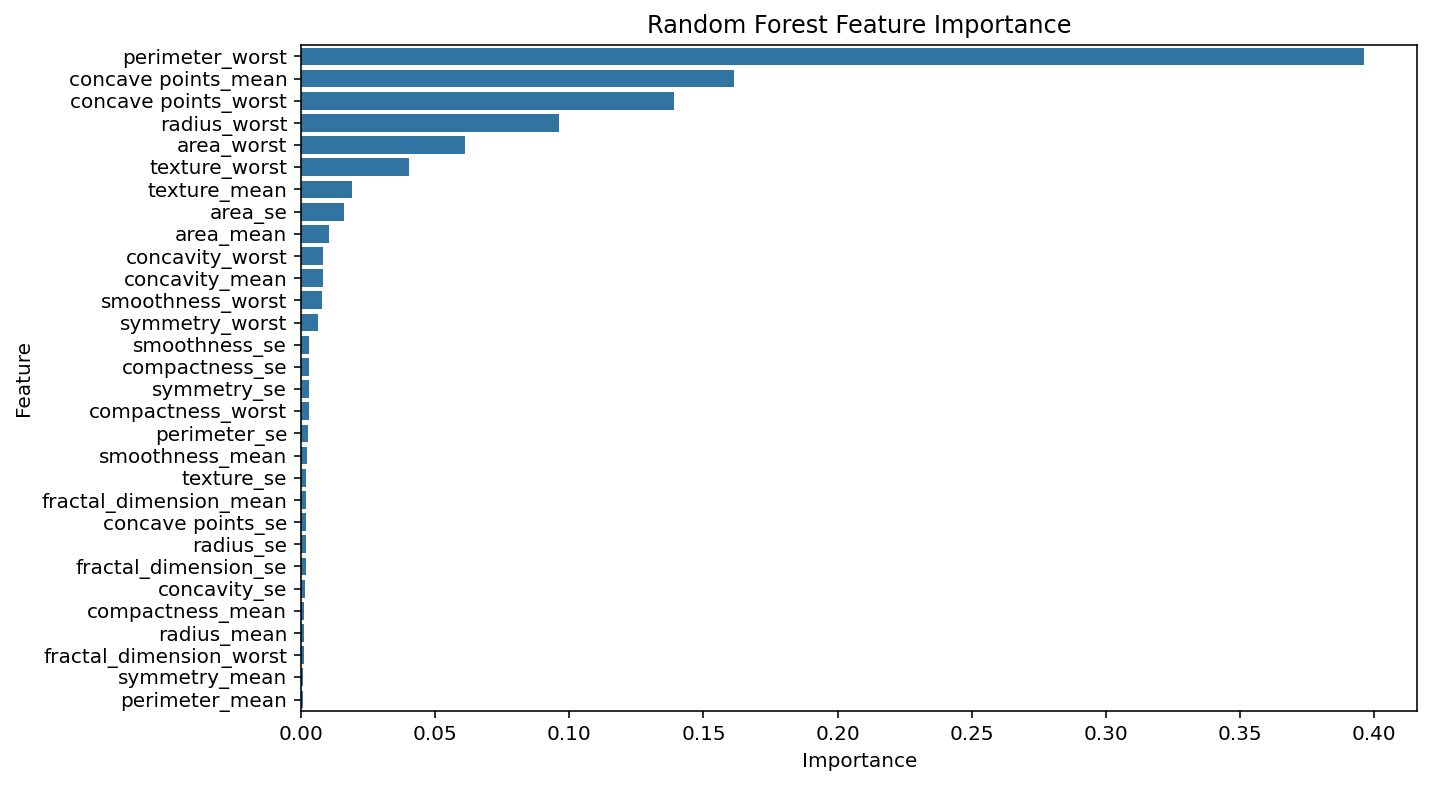 Random Forest Feature Importance
perimeter_worst
concave points_mean
concave points_worst
radius_worst
area_worst
texture_worst
texture_mean
area_se
area_mean
concavity_worst
concavity_mean
smoothness_worst
symmetry_worst
smoothness_se
compactness_se
symmetry_se
compactness_worst
perimeter_se
smoothness_mean
texture_se
fractal_dimension_mean
concave points_se
radius_se
fractal_dimension_se
concavity_se
compactness_mean
radius_mean
fractal_dimension_worst
symmetry_mean
perimeter_mean
Feature
0.00 0.05 0.10 0.15 0.20 0.25 0.30 0.35 0.40
Importance